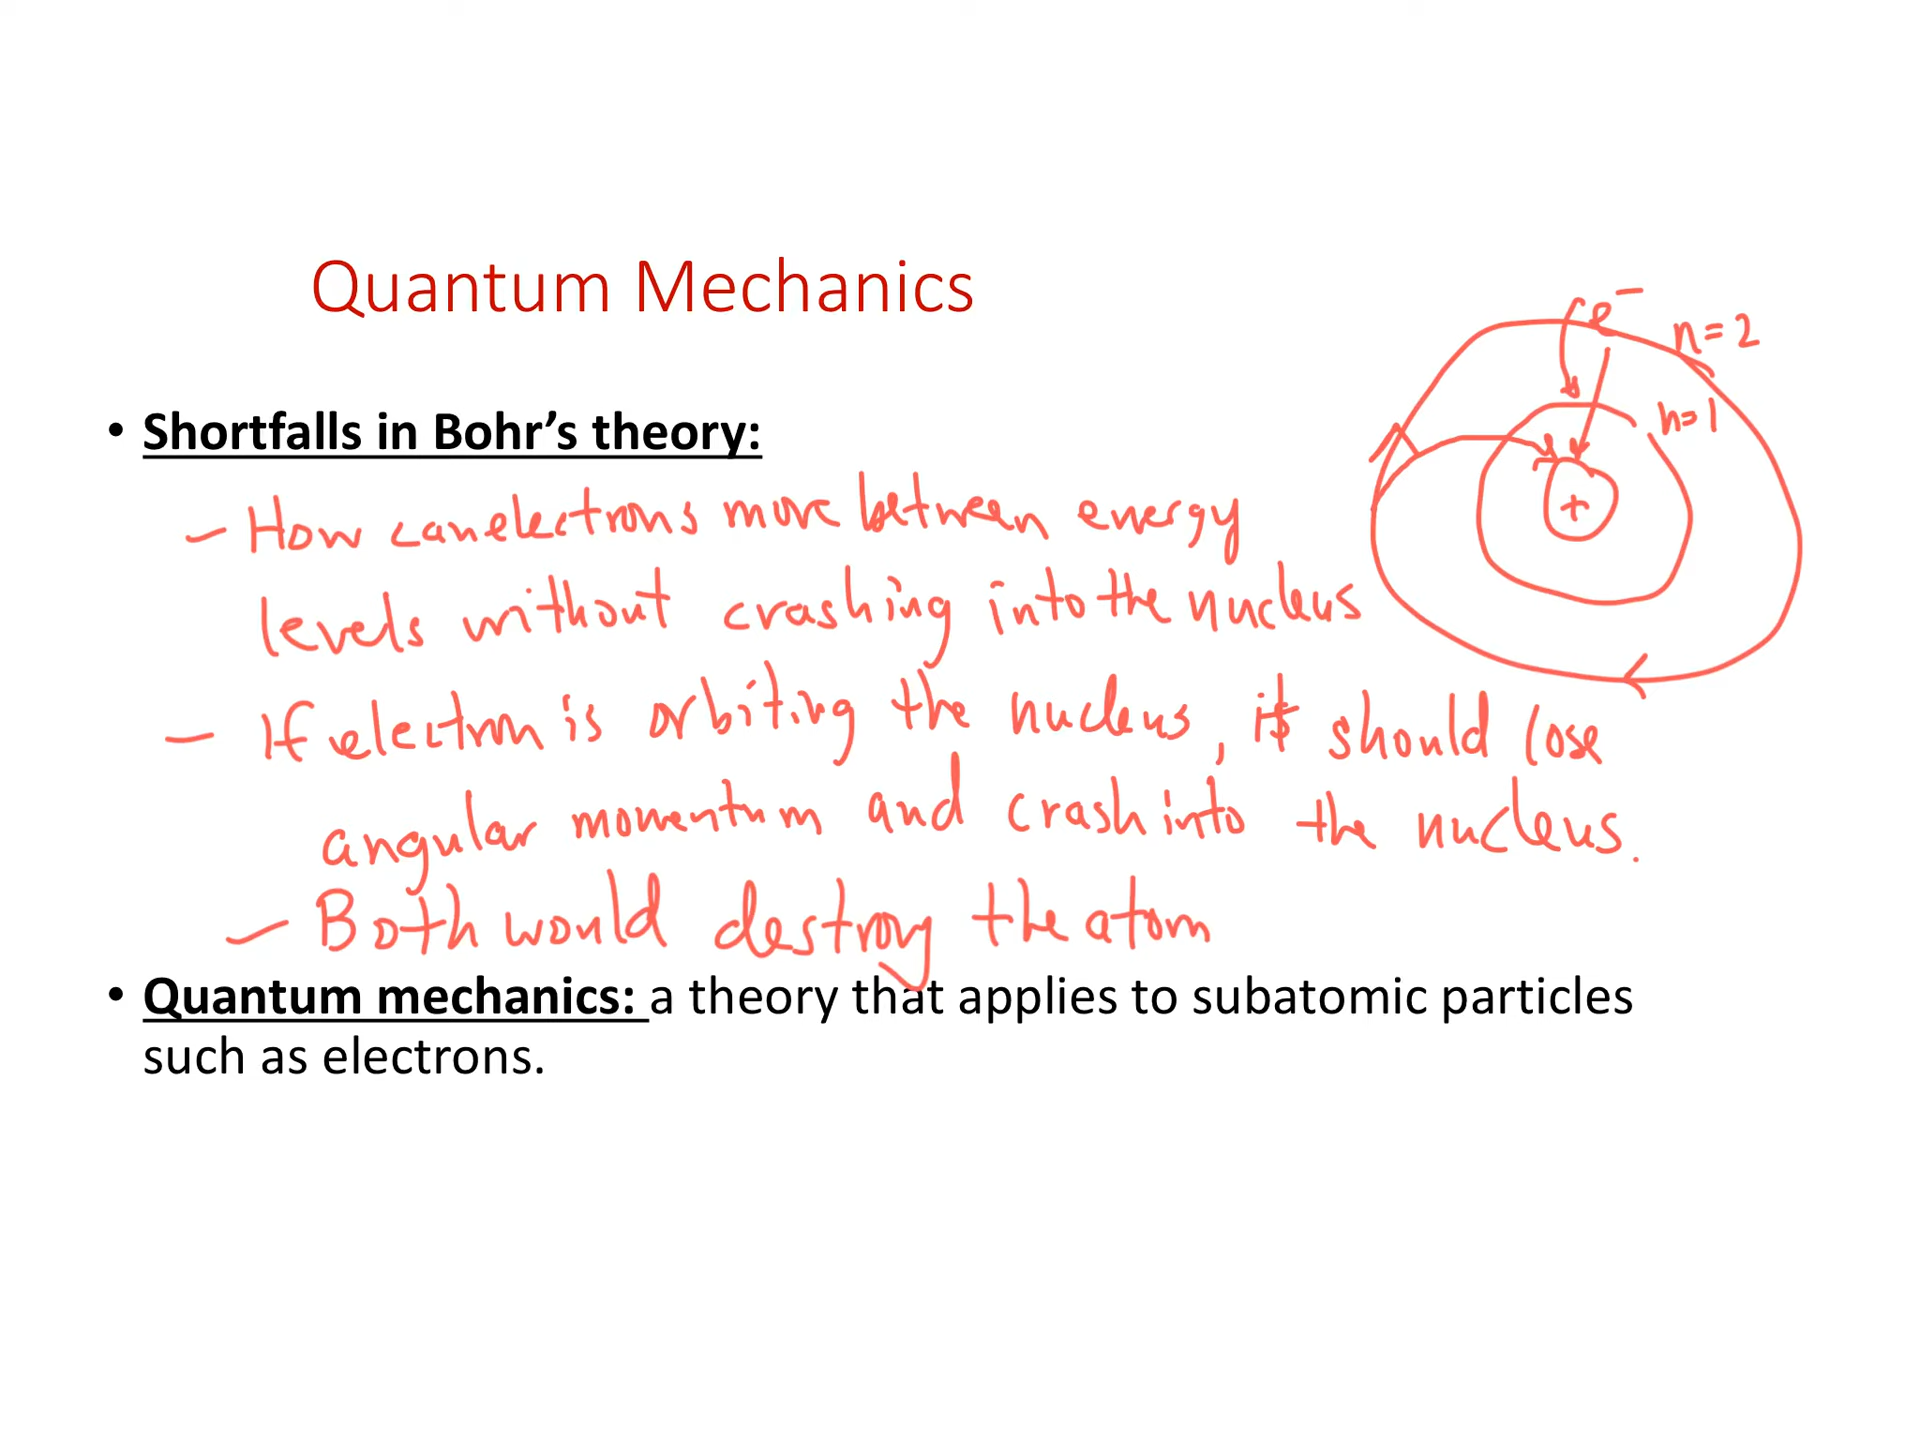 Quantum Mechanics
e⁻
n=2
n=1
+
• Shortfalls in Bohr’s theory:
– How can electrons move between energy
levels without crashing into the nucleus
– If electron is orbiting the nucleus, it should lose
angular momentum and crash into the nucleus.
– Both would destroy the atom
• Quantum mechanics: a theory that applies to subatomic particles
such as electrons.